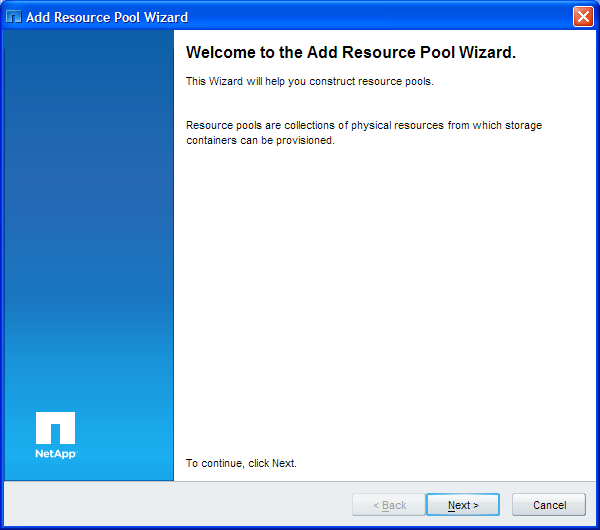 Add Resource Pool Wizard
Welcome to the Add Resource Pool Wizard.
This Wizard will help you construct resource pools.
Resource pools are collections of physical resources from which storage
containers can be provisioned.
NetApp
To continue, click Next.
< Back
Next >
Cancel